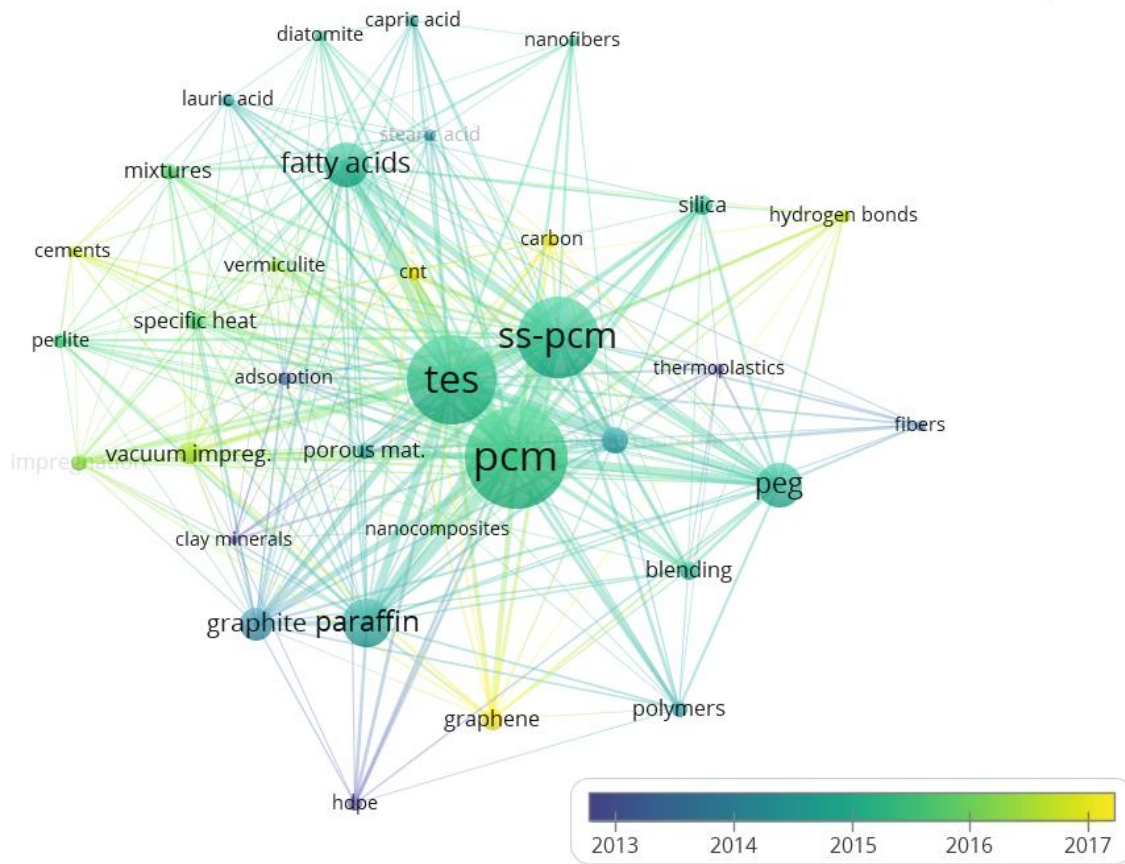 capric acid
diatomite
nanofibers
lauric acid
stearic acid
fatty acids
mixtures
silica
hydrogen bonds
carbon
cements
vermiculite
cnt
specific heat
ss-pcm
perlite
thermoplastics
adsorption
tes
fibers
porous mat.
vacuum impreg.
impregnation
pcm
peg
nanocomposites
clay minerals
blending
graphite
paraffin
polymers
graphene
hdpe
2013 2014 2015 2016 2017